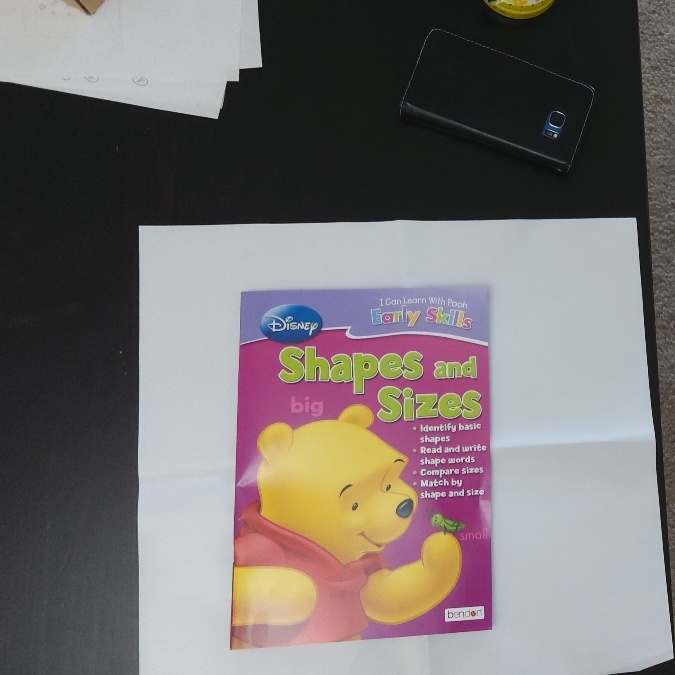 Disney
I Can Learn With Pooh
Early Skills
Shapes and
Sizes
big
• Identify basic
shapes
• Read and write
shape words
• Compare sizes
• Match by
shape and size
small
bendon